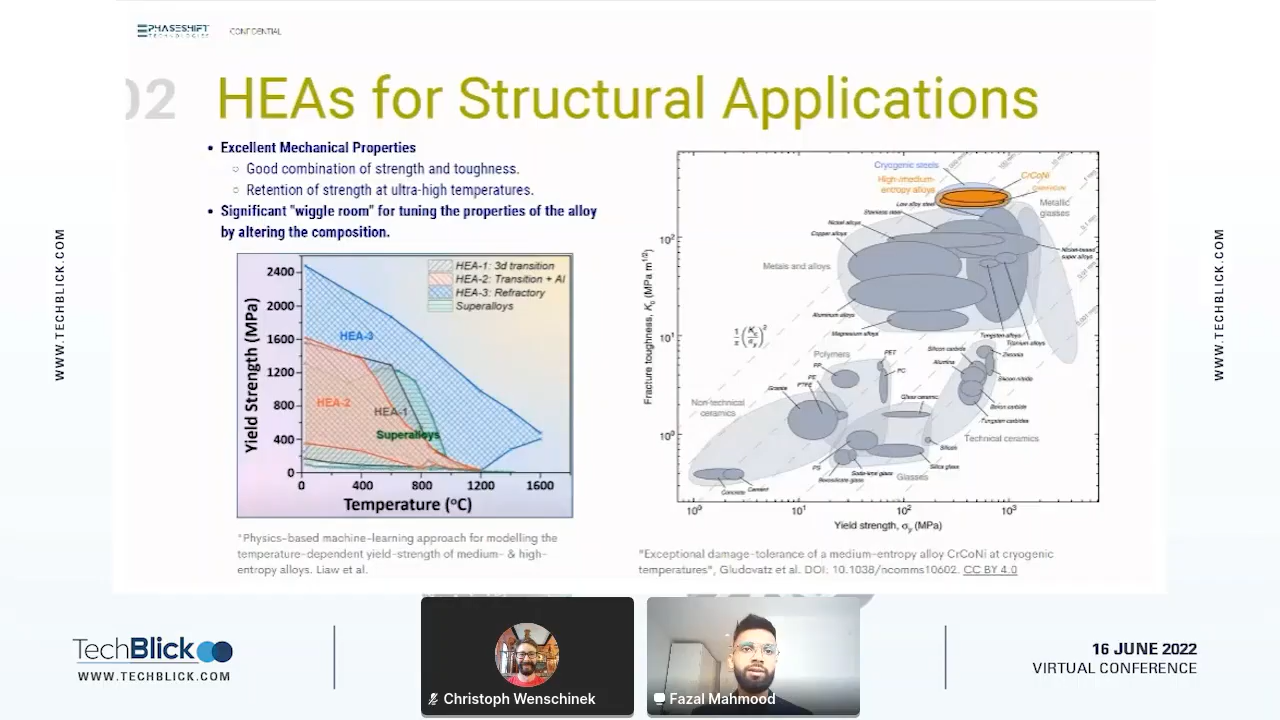 PHASESHIFT
TECHNOLOGIES
CONFIDENTIAL
02
HEAs for Structural Applications
• Excellent Mechanical Properties
○ Good combination of strength and toughness.
○ Retention of strength at ultra-high temperatures.
• Significant "wiggle room" for tuning the properties of the alloy
by altering the composition.
HEA-1: 3d transition
HEA-2: Transition + Al
HEA-3: Refractory
Superalloys
HEA-3
HEA-2
HEA-1
Superalloys
Yield Strength (MPa)
2400
2000
1600
1200
800
400
0
0
400
800
1200
1600
Temperature (°C)
"Physics-based machine-learning approach for modelling the
temperature-dependent yield-strength of medium- & high-
entropy alloys. Liaw et al.
Cryogenic steels
High-/medium-
entropy alloys
CrCoNi
Low alloy steel
Stainless steel
Nickel alloys
Copper alloys
Metallic
glasses
Nickel-based
super alloys
Metals and alloys
Aluminum alloys
Magnesium alloys
Tungsten alloys
Titanium alloys
Polymers
PET
PP
PE
PTFE
PC
Granite
Silicon carbide
Alumina
Zirconia
Silicon nitride
Boron carbide
Tungsten carbides
Glass ceramic
Non-technical
ceramics
Technical ceramics
Silicon
Silica glass
Glasses
PS
Soda-lime glass
Borosilicate glass
Concrete
Cement
Fracture toughness, (MPa m1/2)
10²
10¹
10⁰
10⁰
10¹
10²
10³
Yield strength, σy (MPa)
"Exceptional damage-tolerance of a medium-entropy alloy CrCoNi at cryogenic
temperatures", Gludovatz et al. DOI: 10.1038/ncomms10602. CC BY 4.0
WWW.TECHBLICK.COM
WWW.TECHBLICK.COM
TechBlick
WWW.TECHBLICK.COM
Christoph Wenschinek
Fazal Mahmood
16 JUNE 2022
VIRTUAL CONFERENCE